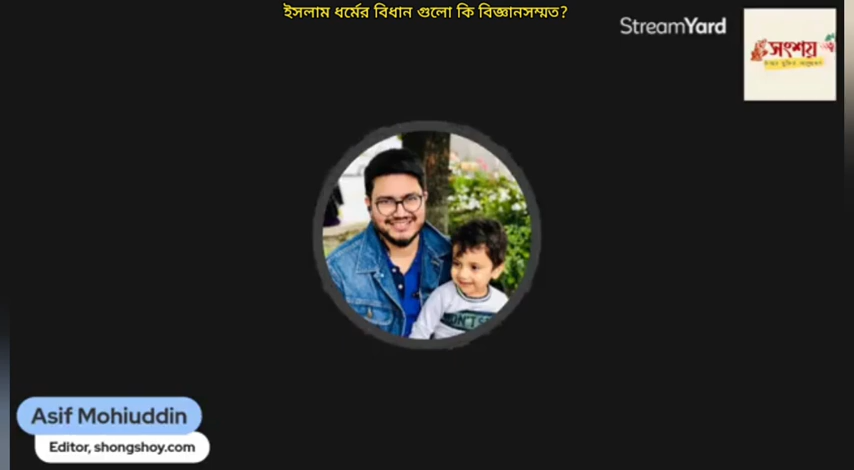 ইসলাম ধর্মের বিধান গুলো কি বিজ্ঞানসম্মত?
StreamYard
সংশয়
Asif Mohiuddin
Editor, shongshoy.com